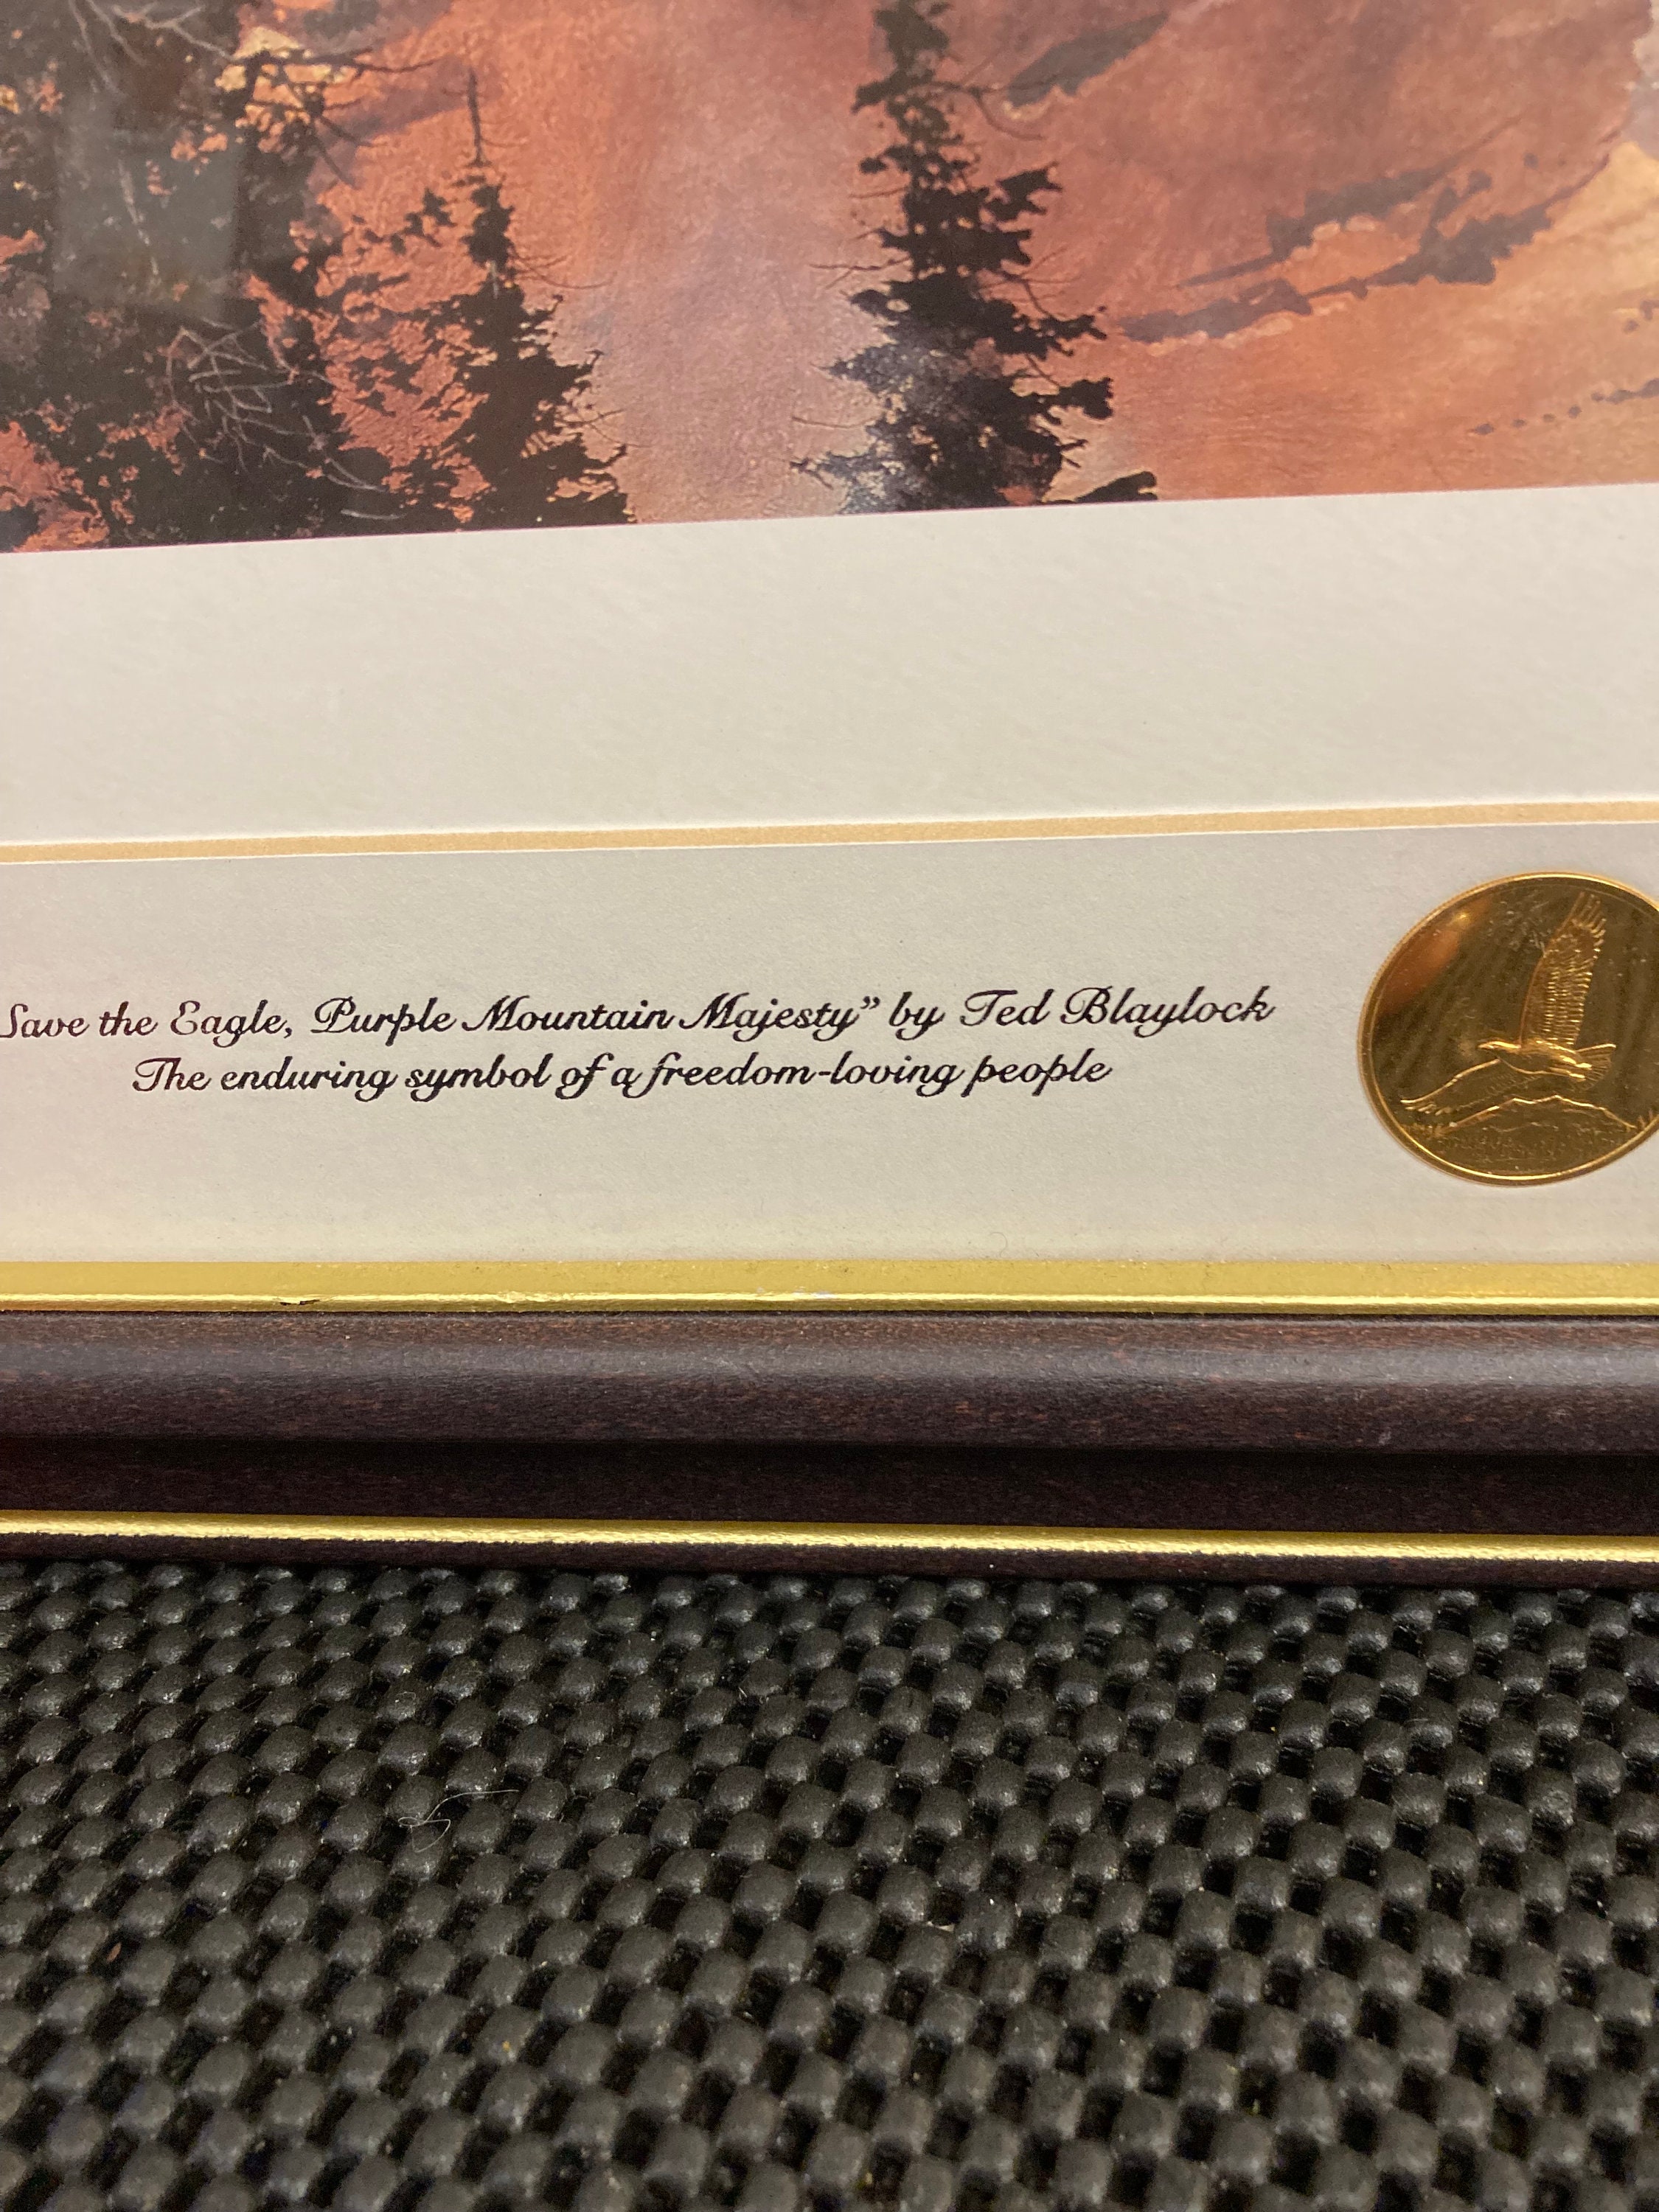 Save the Eagle, Purple Mountain Majesty” by Ted Blaylock
The enduring symbol of a freedom-loving people